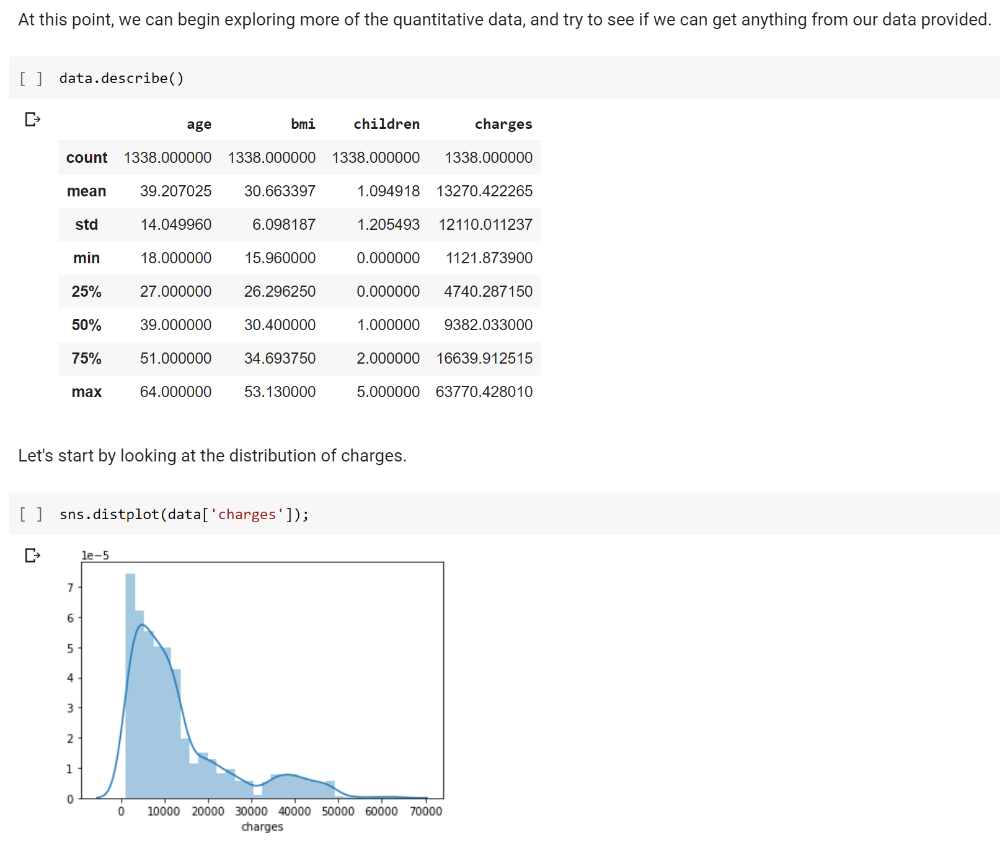 At this point, we can begin exploring more of the quantitative data, and try to see if we can get anything from our data provided.
[ ] data.describe()
age bmi children charges
count 1338.000000 1338.000000 1338.000000 1338.000000
mean 39.207025 30.663397 1.094918 13270.422265
std 14.049960 6.098187 1.205493 12110.011237
min 18.000000 15.960000 0.000000 1121.873900
25% 27.000000 26.296250 0.000000 4740.287150
50% 39.000000 30.400000 1.000000 9382.033000
75% 51.000000 34.693750 2.000000 16639.912515
max 64.000000 53.130000 5.000000 63770.428010
Let's start by looking at the distribution of charges.
[ ] sns.distplot(data['charges']);
1e−5
7
6
5
4
3
2
1
0
0 10000 20000 30000 40000 50000 60000 70000
charges